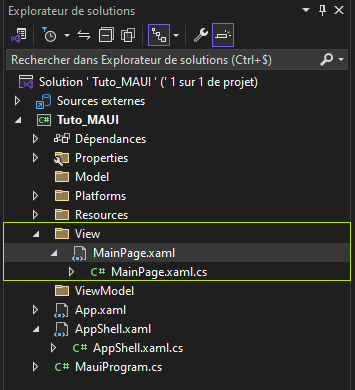 Explorateur de solutions
Rechercher dans Explorateur de solutions (Ctrl+$)
Solution ' Tuto_MAUI ' (' 1 sur 1 de projet)
Sources externes
C# Tuto_MAUI
Dépendances
Properties
Model
Platforms
Resources
View
MainPage.xaml
C# MainPage.xaml.cs
ViewModel
App.xaml
AppShell.xaml
C# AppShell.xaml.cs
C# MauiProgram.cs